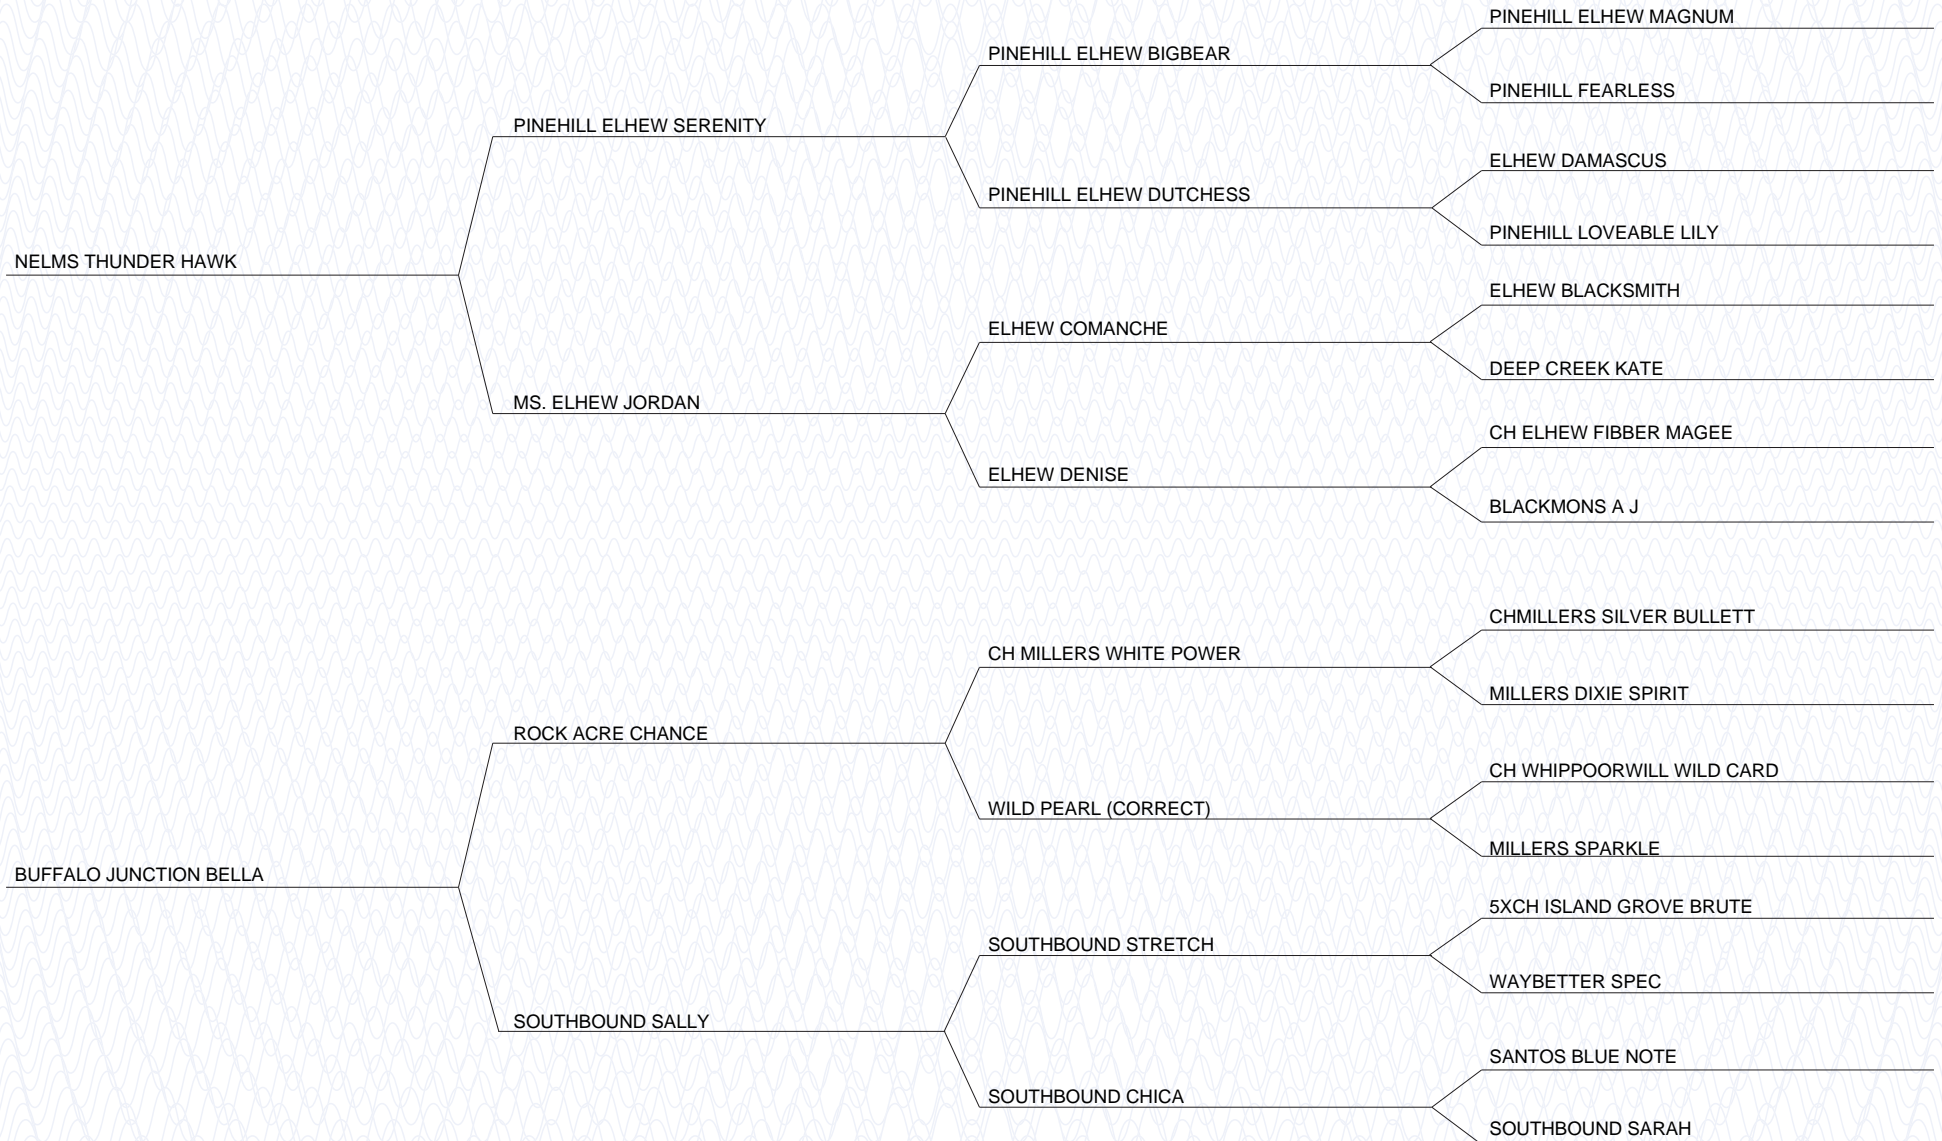 PINEHILL ELHEW MAGNUM
PINEHILL ELHEW BIGBEAR
PINEHILL FEARLESS
PINEHILL ELHEW SERENITY
ELHEW DAMASCUS
PINEHILL ELHEW DUTCHESS
PINEHILL LOVEABLE LILY
NELMS THUNDER HAWK
ELHEW BLACKSMITH
ELHEW COMANCHE
DEEP CREEK KATE
MS. ELHEW JORDAN
CH ELHEW FIBBER MAGEE
ELHEW DENISE
BLACKMONS A J
CHMILLERS SILVER BULLETT
CH MILLERS WHITE POWER
MILLERS DIXIE SPIRIT
ROCK ACRE CHANCE
CH WHIPPOORWILL WILD CARD
WILD PEARL (CORRECT)
MILLERS SPARKLE
BUFFALO JUNCTION BELLA
5XCH ISLAND GROVE BRUTE
SOUTHBOUND STRETCH
WAYBETTER SPEC
SOUTHBOUND SALLY
SANTOS BLUE NOTE
SOUTHBOUND CHICA
SOUTHBOUND SARAH